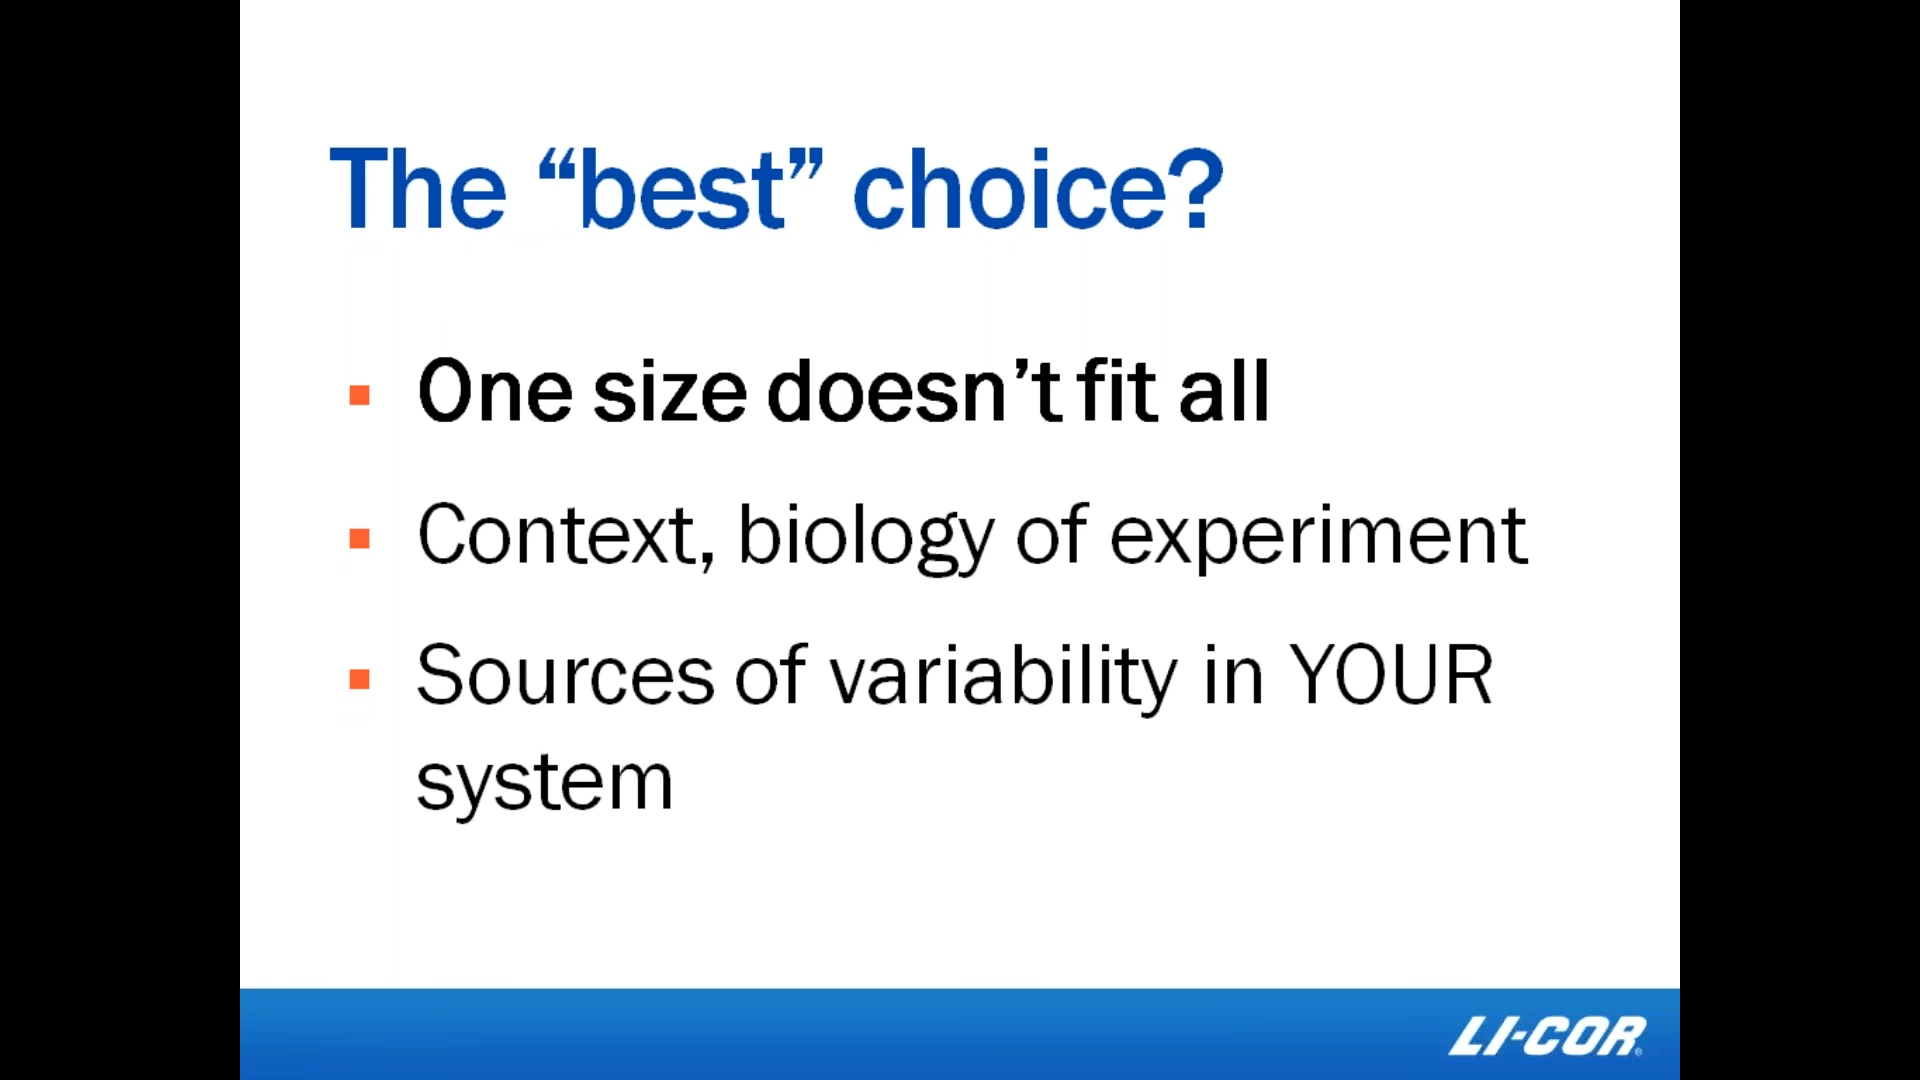 The “best” choice?
One size doesn’t fit all
Context, biology of experiment
Sources of variability in YOUR
system
LI-COR®